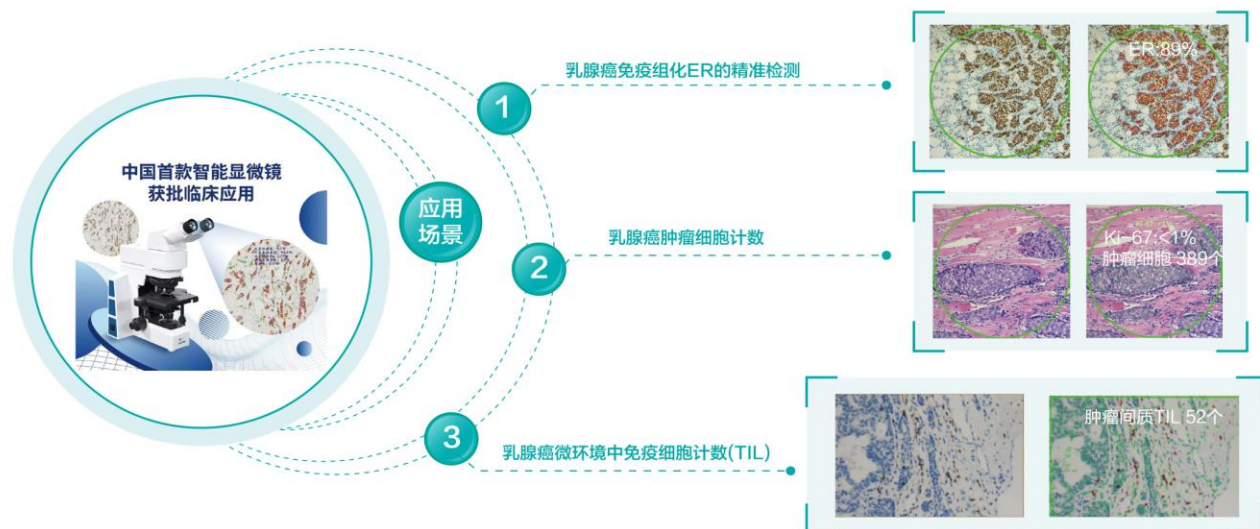 中国首款智能显微镜
获批临床应用
应用
场景
1
乳腺癌免疫组化ER的精准检测
ER:89%
2
乳腺癌肿瘤细胞计数
Ki-67:<1%
肿瘤细胞 389个
3
乳腺癌微环境中免疫细胞计数(TIL)
肿瘤间质TIL 52个